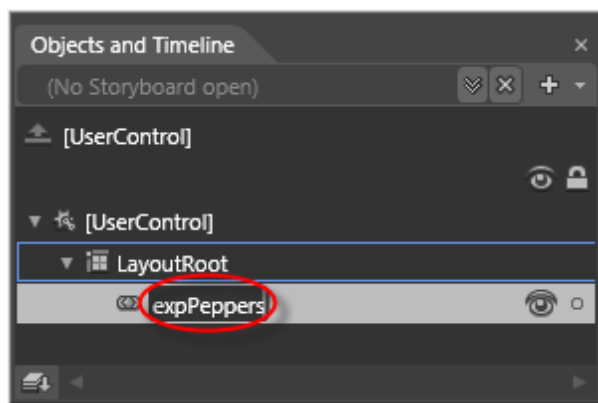 Objects and Timeline
(No Storyboard open)
[UserControl]
[UserControl]
LayoutRoot
expPeppers